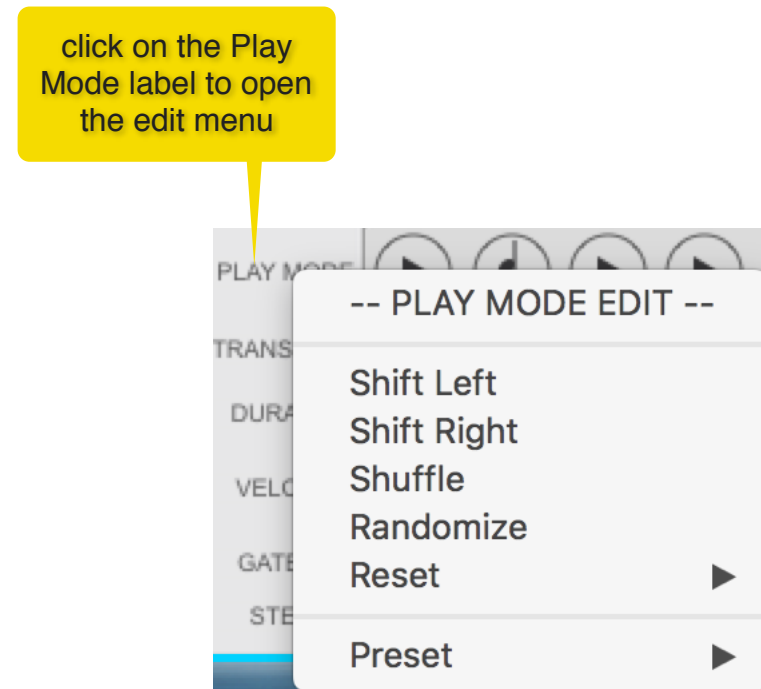 click on the Play
Mode label to open
the edit menu
PLAY MODE
-- PLAY MODE EDIT --
TRANS
Shift Left
DURA
Shift Right
VELO
Shuffle
Randomize
GATE
Reset
STE
Preset